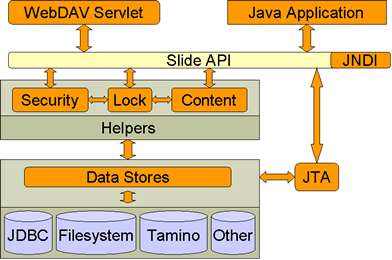 WebDAV Servlet
Java Application
Slide API
JNDI
Security
Lock
Content
Helpers
Data Stores
JTA
JDBC
Filesystem
Tamino
Other